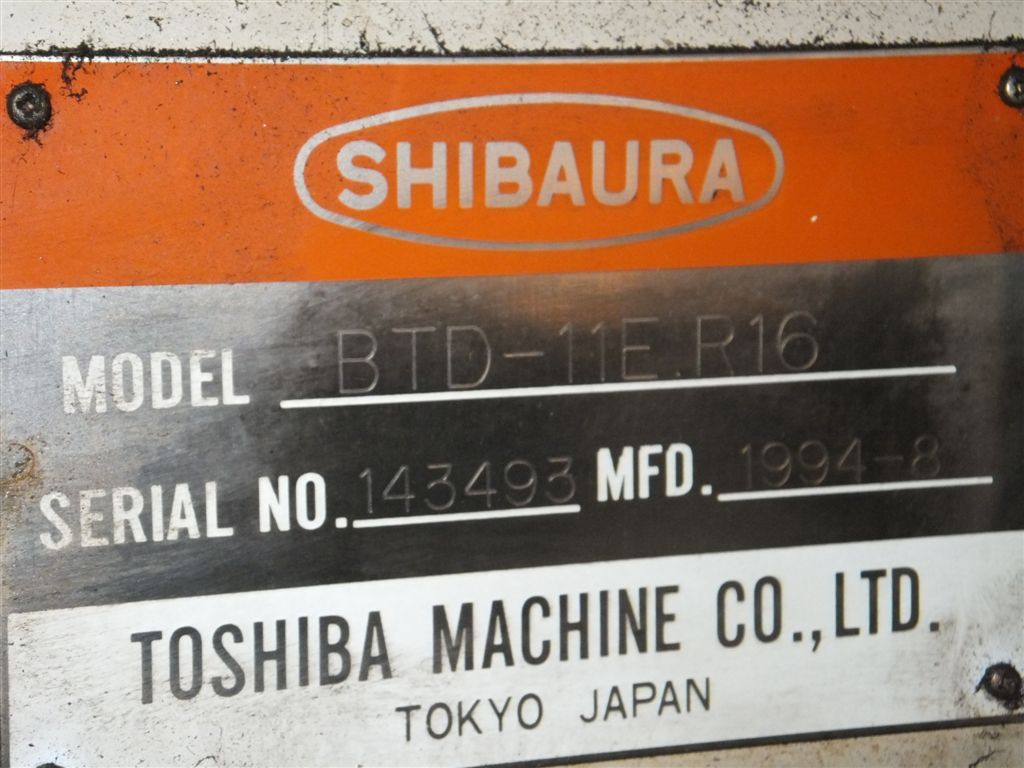 SHIBAURA
MODEL BTD-11E.R16
SERIAL NO. 143493 MFD. 1994-8
TOSHIBA MACHINE CO., LTD.
TOKYO JAPAN